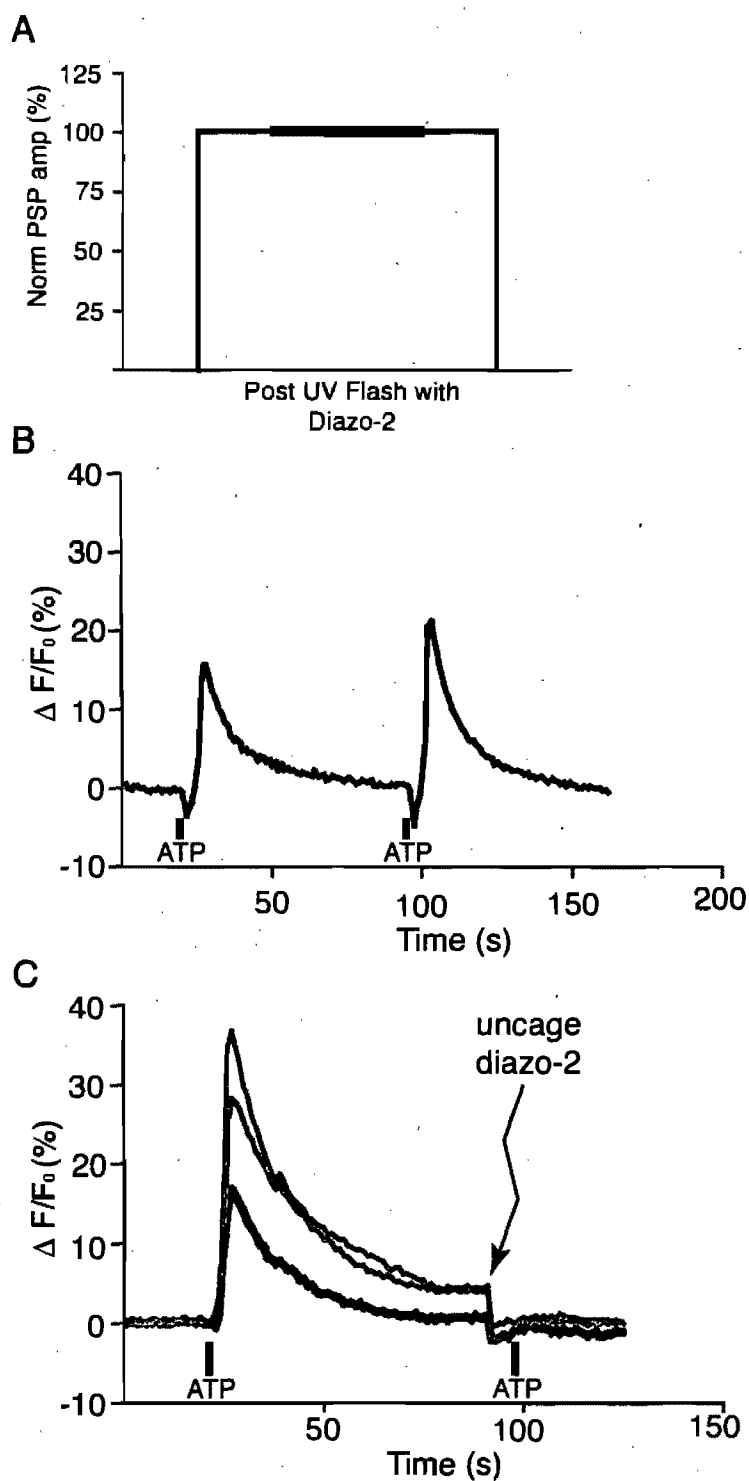 A
Norm PSP amp (%)
125
100
75
50
25
Post UV Flash with
Diazo-2
B
Δ F/F₀ (%)
40
30
20
10
0
-10
ATP
ATP
50
100
150
200
Time (s)
C
Δ F/F₀ (%)
40
30
20
10
0
-10
uncage
diazo-2
ATP
ATP
50
100
150
Time (s)